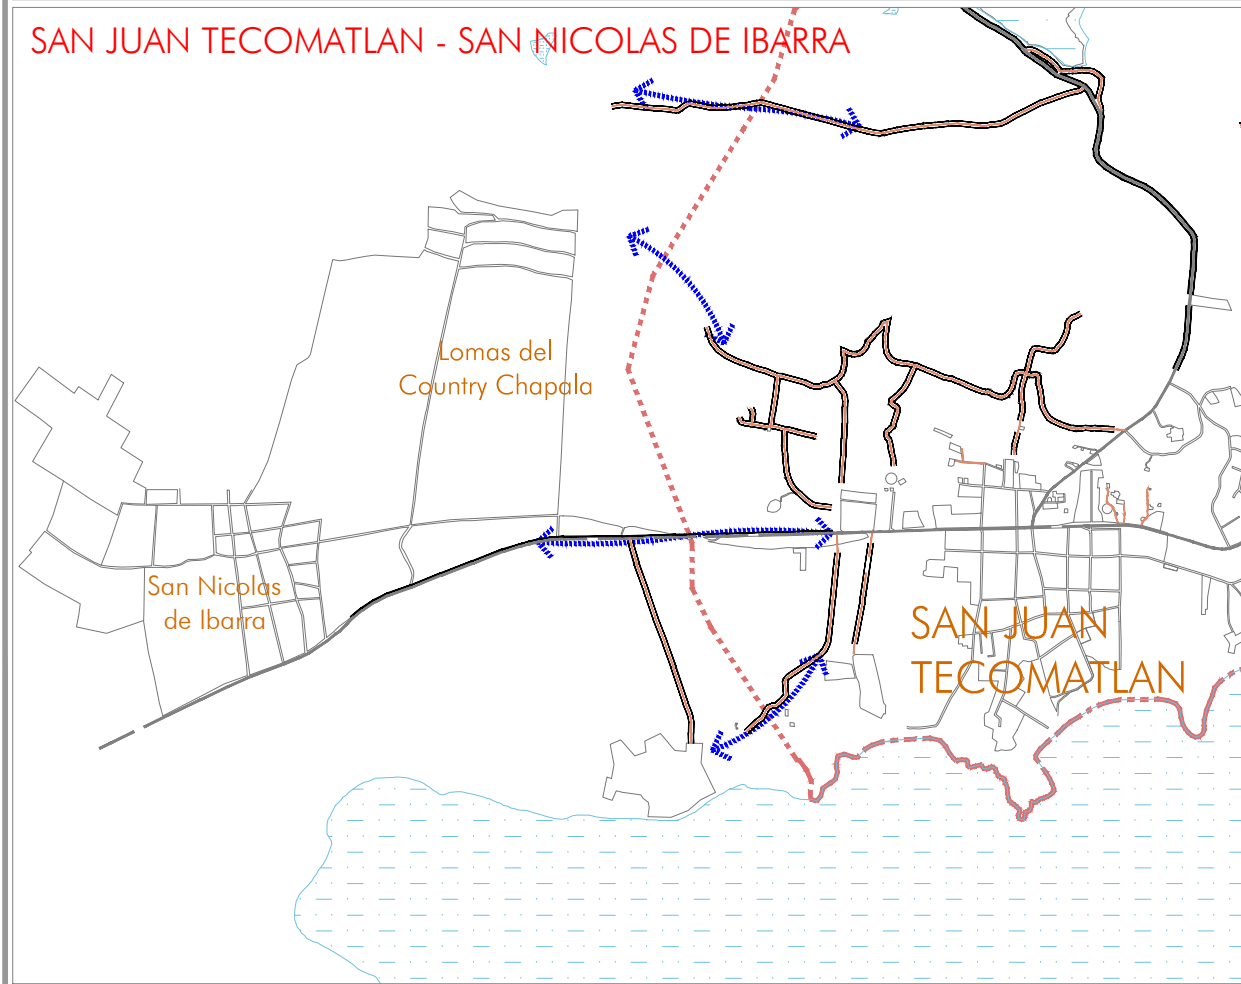 SAN JUAN TECOMATLAN - SAN NICOLAS DE IBARRA
Lomas del
Country Chapala
San Nicolas
de Ibarra
SAN JUAN
TECOMATLAN